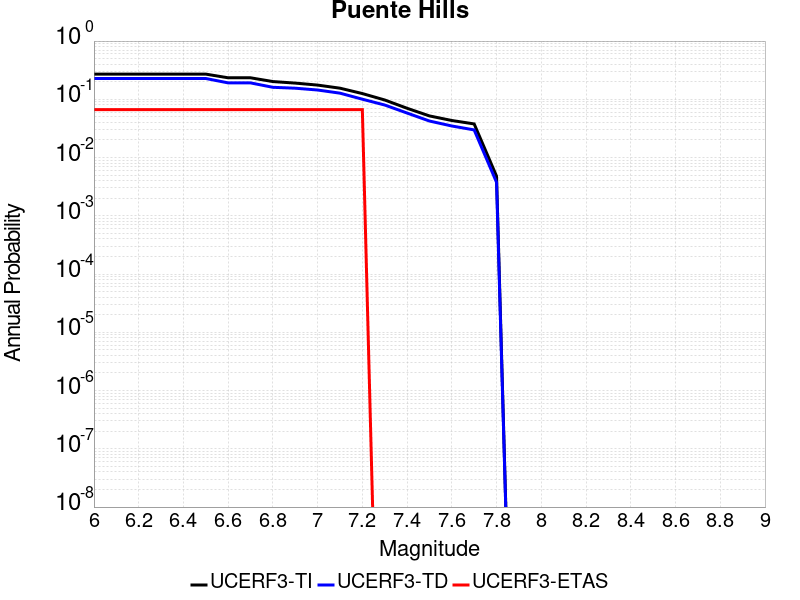 Puente Hills
10^0
10^-1
10^-2
10^-3
10^-4
10^-5
10^-6
10^-7
10^-8
Annual Probability
6 6.2 6.4 6.6 6.8 7 7.2 7.4 7.6 7.8 8 8.2 8.4 8.6 8.8 9
Magnitude
UCERF3-TI UCERF3-TD UCERF3-ETAS